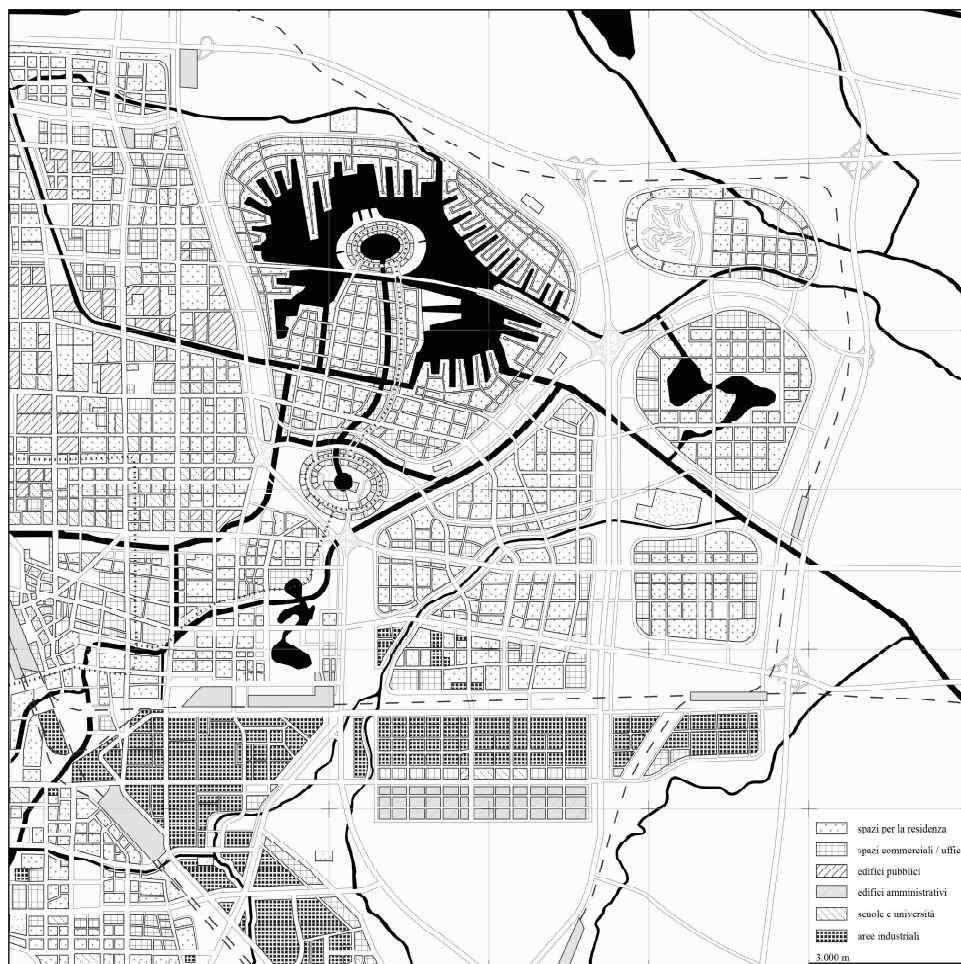 spazi per la residenza
spazi commerciali / uffic
edifici pubblici
edifici amministrativi
scuole e università
aree industriali
3.000 m